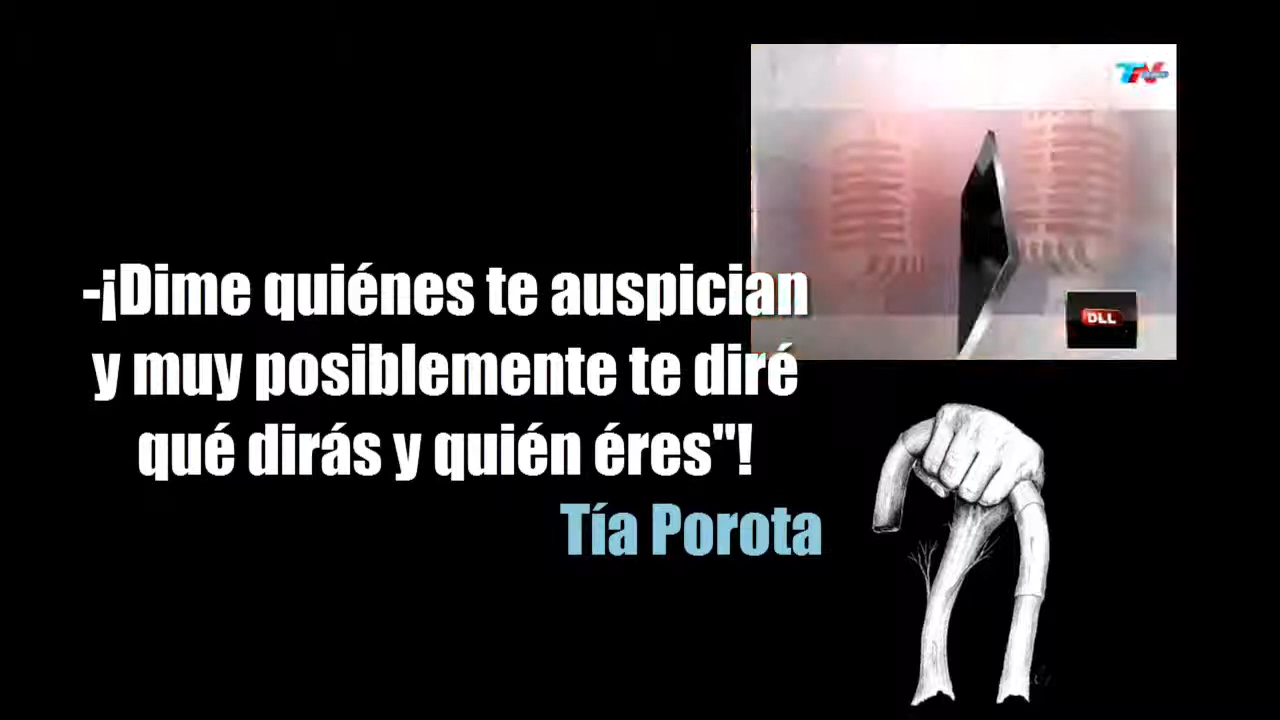 TN
DLL
-¡Dime quiénes te auspician
y muy posiblemente te diré
qué dirás y quién éres"!
Tía Porota